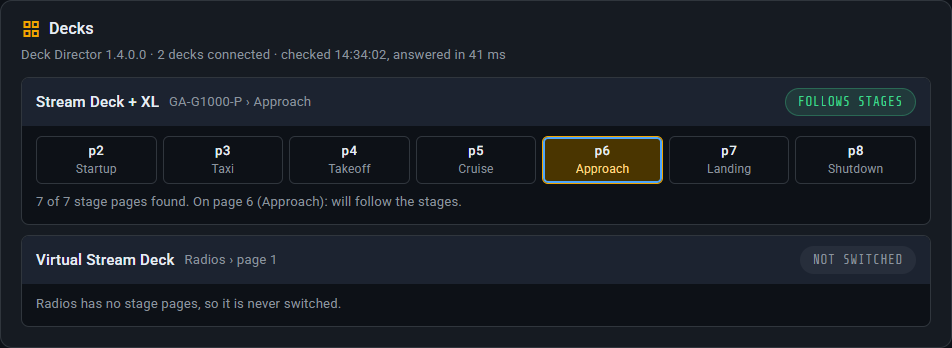 Decks
Deck Director 1.4.0.0 · 2 decks connected · checked 14:34:02, answered in 41 ms
Stream Deck + XL GA-G1000-P › Approach FOLLOWS STAGES
p2 p3 p4 p5 p6 p7 p8
Startup Taxi Takeoff Cruise Approach Landing Shutdown
7 of 7 stage pages found. On page 6 (Approach): will follow the stages.
Virtual Stream Deck Radios › page 1 NOT SWITCHED
Radios has no stage pages, so it is never switched.